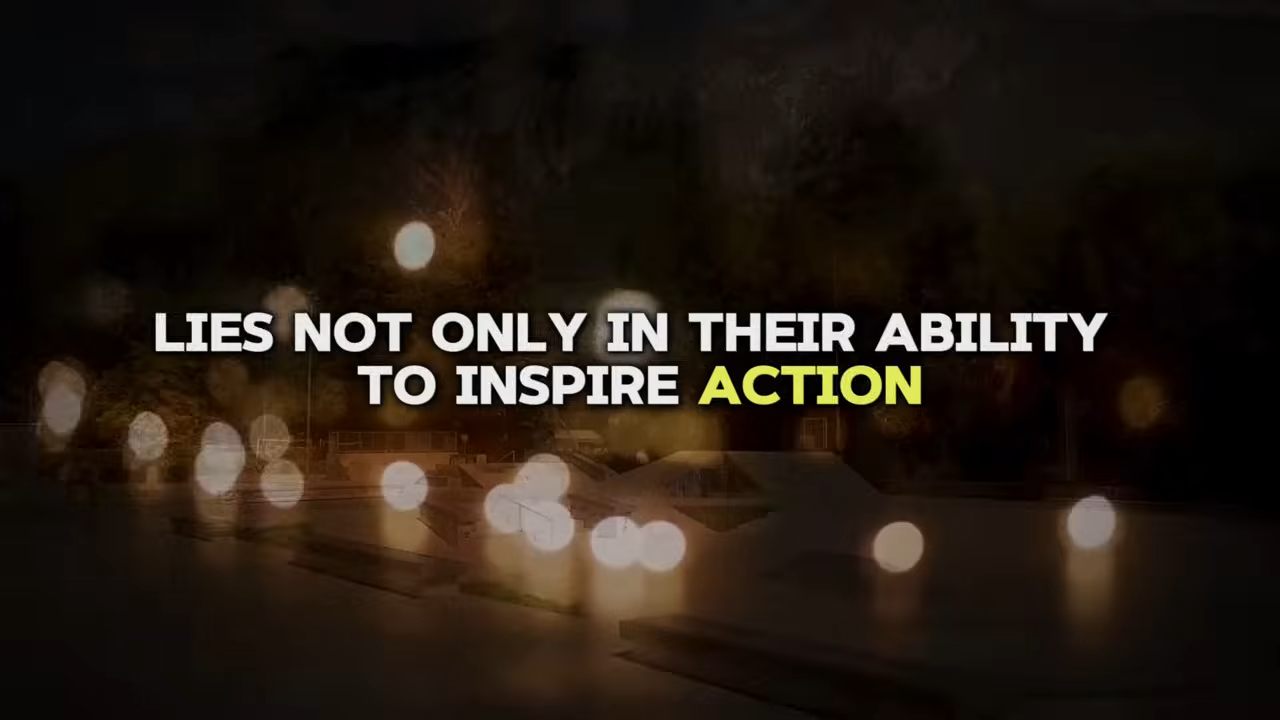 LIES NOT ONLY IN THEIR ABILITY
TO INSPIRE ACTION